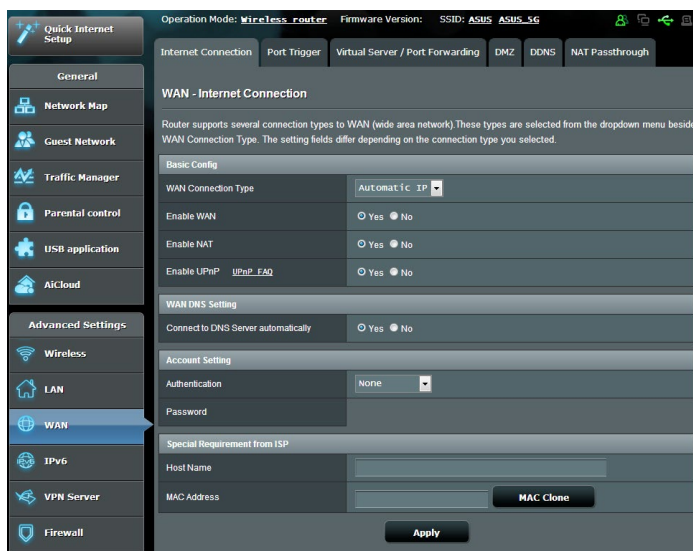 Quick Internet
Setup
Operation Mode: Wireless router Firmware Version: SSID: ASUS ASUS_5G
Internet Connection Port Trigger Virtual Server / Port Forwarding DMZ DDNS NAT Passthrough
General
Network Map
Guest Network
Traffic Manager
Parental control
USB application
AiCloud
Advanced Settings
Wireless
LAN
WAN
IPv6
VPN Server
Firewall
WAN - Internet Connection
Router supports several connection types to WAN (wide area network).These types are selected from the dropdown menu besid
WAN Connection Type. The setting fields differ depending on the connection type you selected.
Basic Config
WAN Connection Type Automatic IP
Enable WAN Yes No
Enable NAT Yes No
Enable UPnP UPnP FAQ Yes No
WAN DNS Setting
Connect to DNS Server automatically Yes No
Account Setting
Authentication None
Password
Special Requirement from ISP
Host Name
MAC Address MAC Clone
Apply